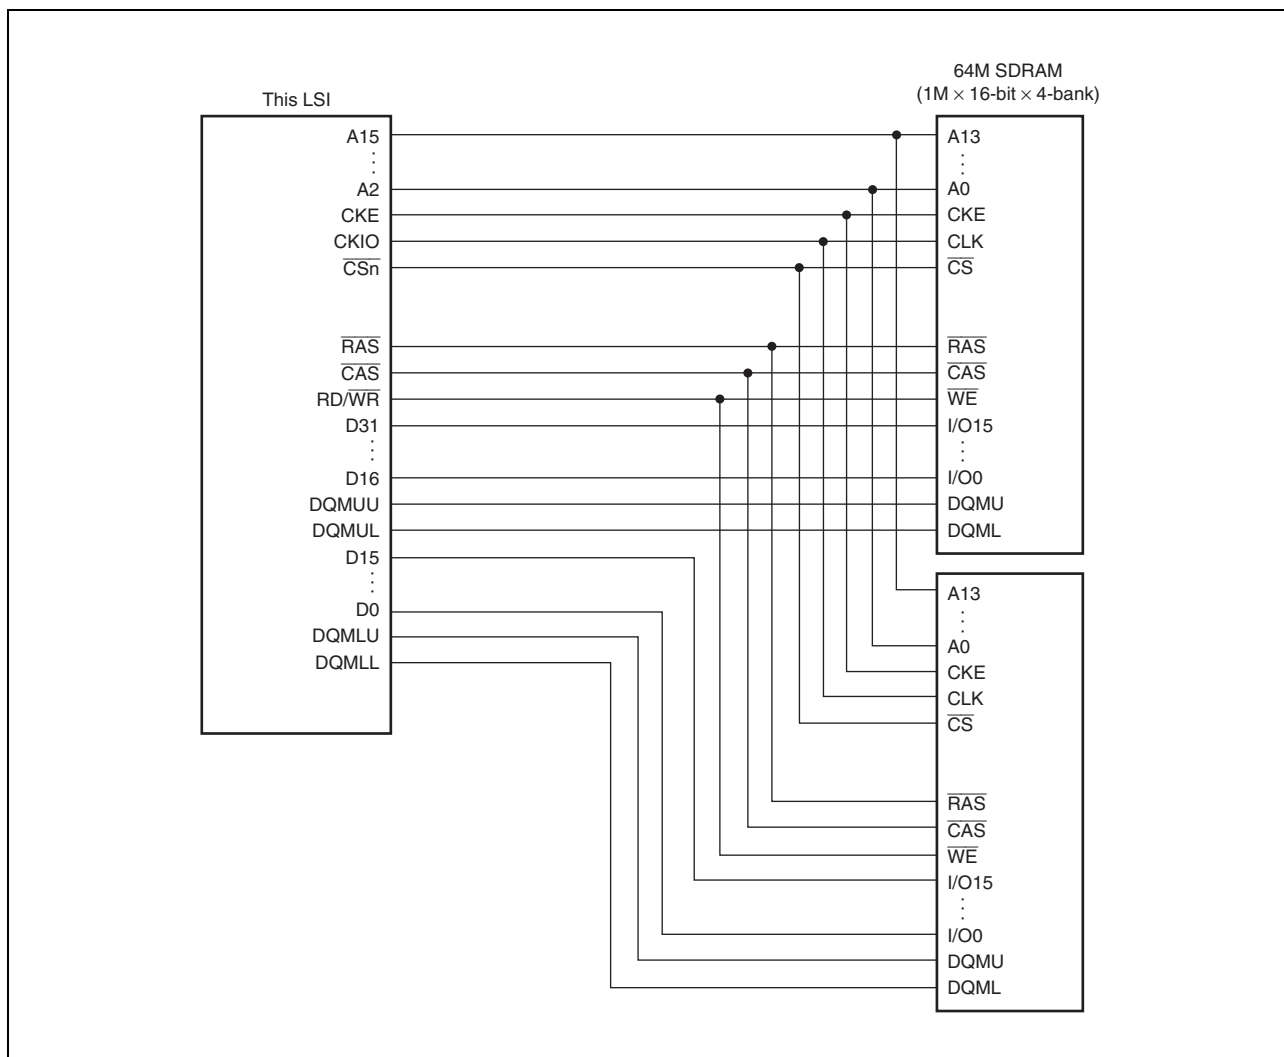 64M SDRAM
(1M × 16-bit × 4-bank)
This LSI
A15
A2
CKE
CKIO
CSn
RAS
CAS
RD/WR
D31
D16
DQMUU
DQMUL
D15
D0
DQMLU
DQMLL
A13
A0
CKE
CLK
CS
RAS
CAS
WE
I/O15
I/O0
DQMU
DQML
A13
A0
CKE
CLK
CS
RAS
CAS
WE
I/O15
I/O0
DQMU
DQML